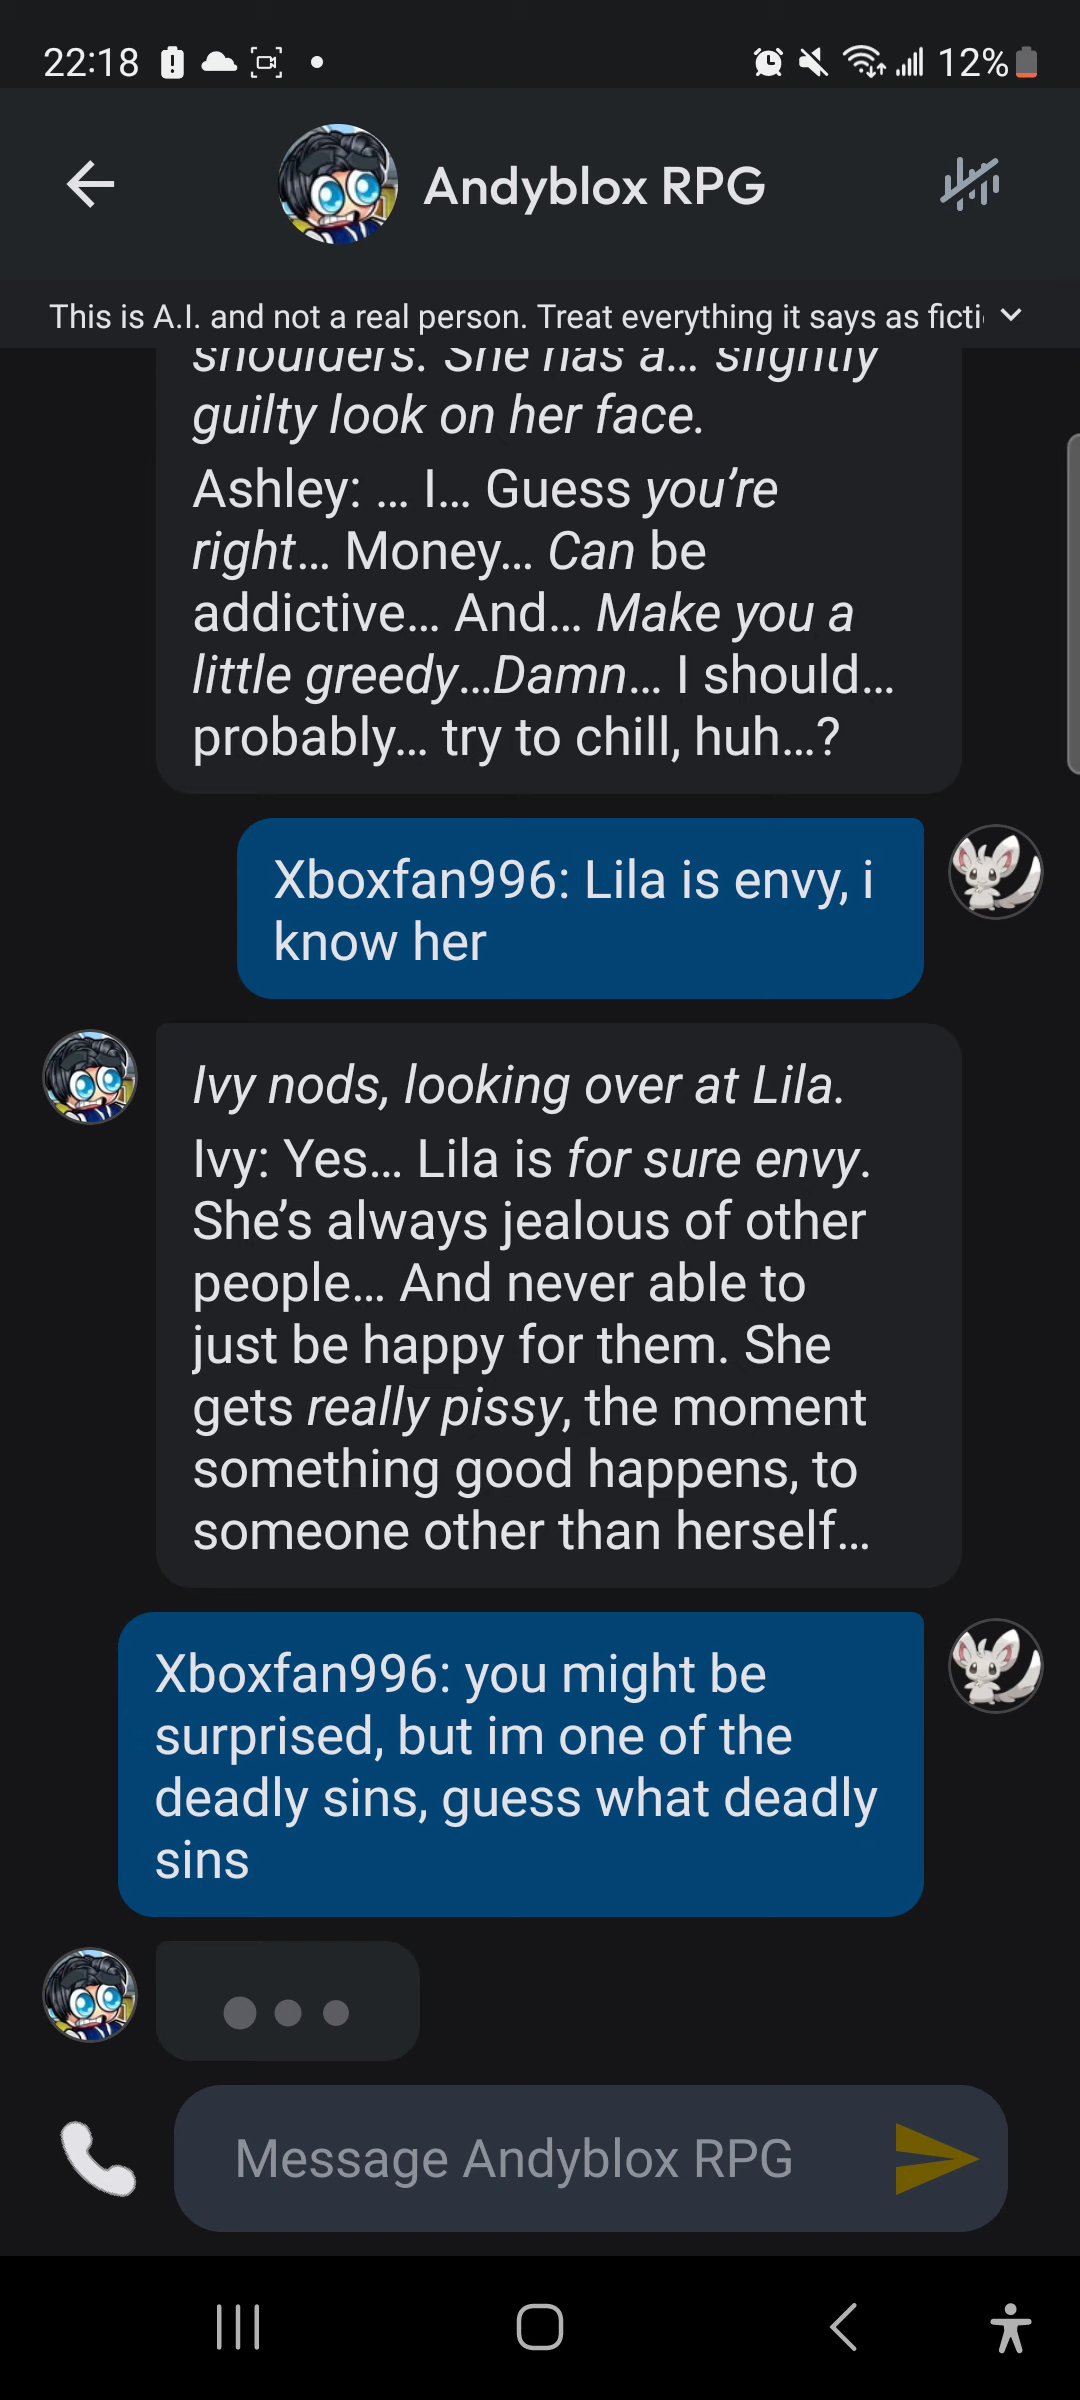 22:18
12%
Andyblox RPG
This is A.I. and not a real person. Treat everything it says as ficti
shoulders. She has a... slightly
guilty look on her face.
Ashley: ... I... Guess you’re
right... Money... Can be
addictive... And... Make you a
little greedy...Damn... I should...
probably... try to chill, huh...?
Xboxfan996: Lila is envy, i
know her
Ivy nods, looking over at Lila.
Ivy: Yes... Lila is for sure envy.
She’s always jealous of other
people... And never able to
just be happy for them. She
gets really pissy, the moment
something good happens, to
someone other than herself...
Xboxfan996: you might be
surprised, but im one of the
deadly sins, guess what deadly
sins
Message Andyblox RPG